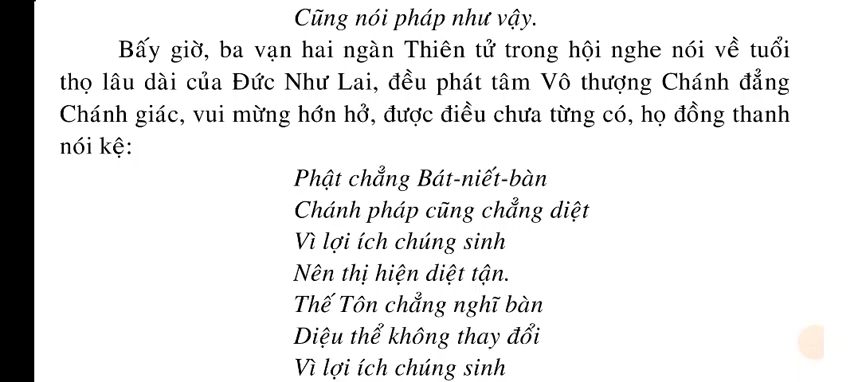 Cũng nói pháp như vậy.
Bấy giờ, ba vạn hai ngàn Thiên tử trong hội nghe nói về tuổi
thọ lâu dài của Đức Như Lai, đều phát tâm Vô thượng Chánh đẳng
Chánh giác, vui mừng hớn hở, được điều chưa từng có, họ đồng thanh
nói kệ:
Phật chẳng Bát-niết-bàn
Chánh pháp cũng chẳng diệt
Vì lợi ích chúng sinh
Nên thị hiện diệt tận.
Thế Tôn chẳng nghĩ bàn
Diệu thể không thay đổi
Vì lợi ích chúng sinh